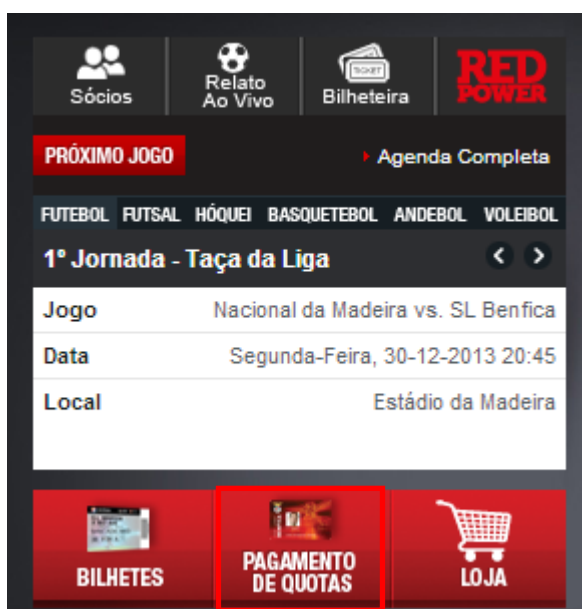 Sócios
Relato
Ao Vivo
TICKET
Bilheteira
RED
POWER
PRÓXIMO JOGO
Agenda Completa
FUTEBOL FUTSAL HÓQUEI BASQUETEBOL ANDEBOL VOLEIBOL
1ª Jornada - Taça da Liga
Jogo Nacional da Madeira vs. SL Benfica
Data Segunda-Feira, 30-12-2013 20:45
Local Estádio da Madeira
BILHETES
PAGAMENTO
DE QUOTAS
LOJA